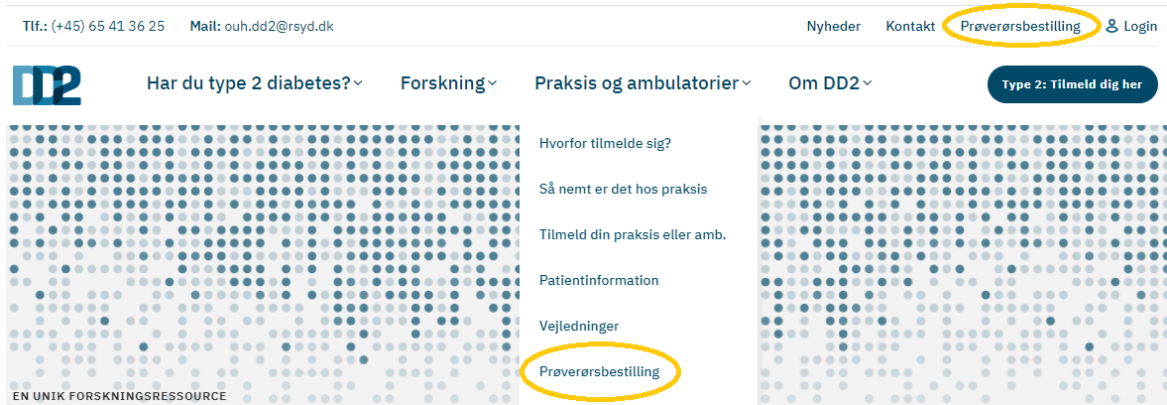 Tlf.: (+45) 65 41 36 25 Mail: ouh.dd2@rsyd.dk Nyheder Kontakt Prøverørsbestilling Login
DD2 Har du type 2 diabetes? Forskning Praksis og ambulatorier Om DD2 Type 2: Tilmeld dig her
Hvorfor tilmelde sig?
Så nemt er det hos praksis
Tilmeld din praksis eller amb.
Patientinformation
Vejledninger
Prøverørsbestilling
EN UNIK FORSKNINGSRESSOURCE